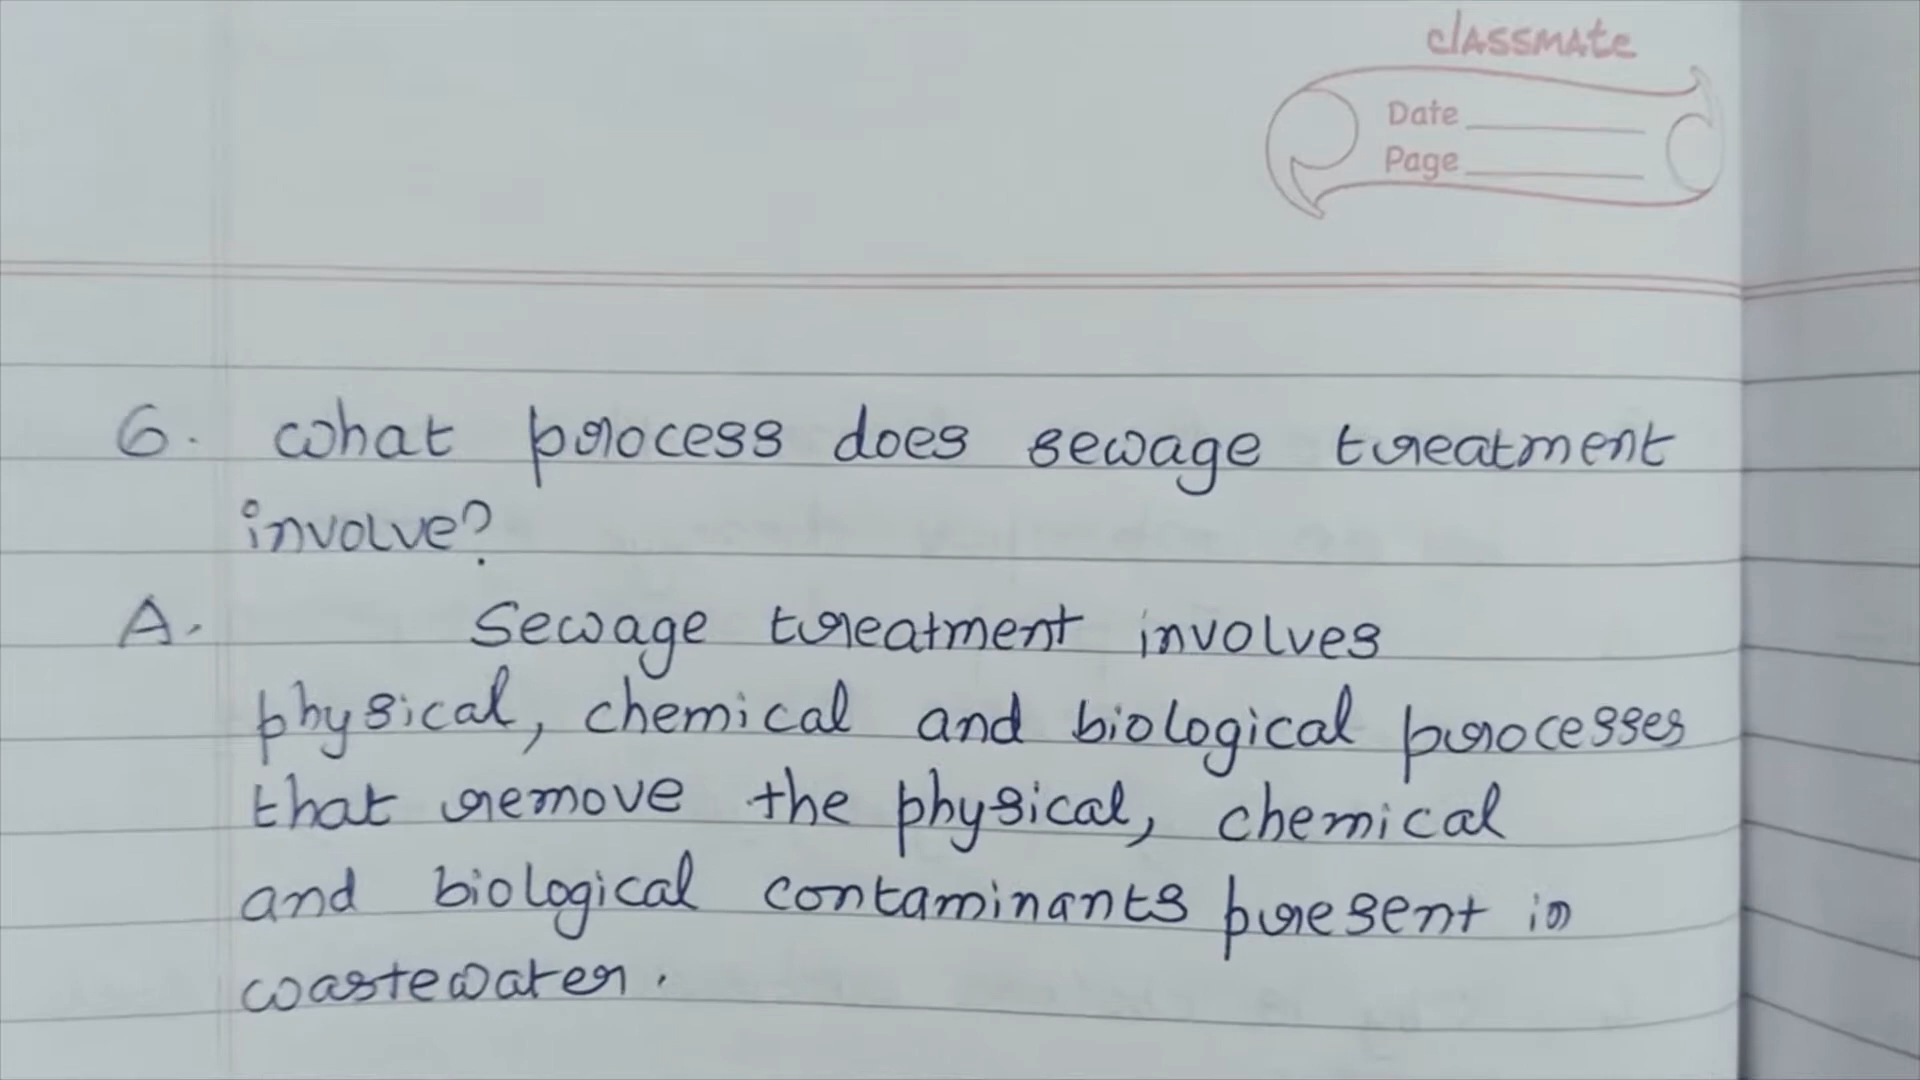 classmate
Date
Page
6. What process does sewage treatment
involve?
A. Sewage treatment involves
physical, chemical and biological processes
that remove the physical, chemical
and biological contaminants present in
wastewater.